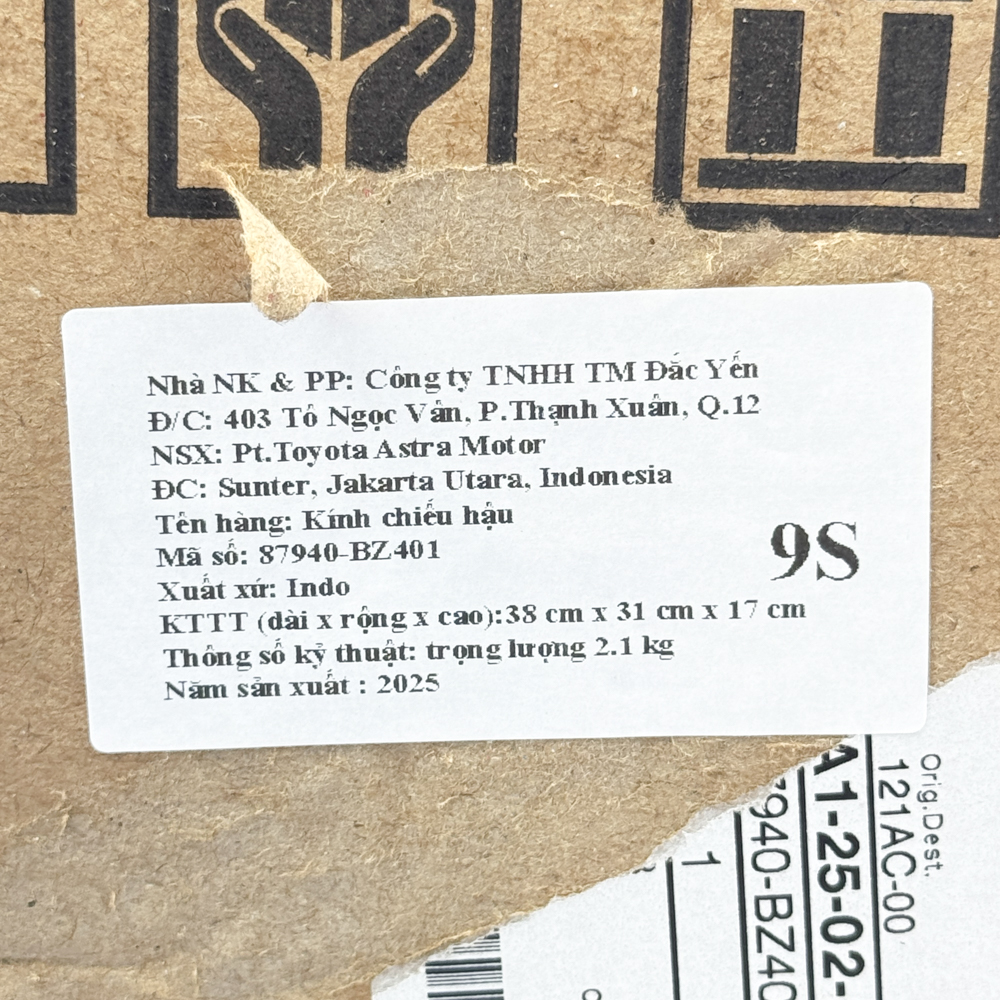 Nhà NK & PP: Công ty TNHH TM Đắc Yến
Đ/C: 403 Tô Ngọc Vân, P.Thạnh Xuân, Q.12
NSX: Pt.Toyota Astra Motor
ĐC: Sunter, Jakarta Utara, Indonesia
Tên hàng: Kính chiếu hậu
Mã số: 87940-BZ401
9S
Xuất xứ: Indo
KTTT (dài x rộng x cao):38 cm x 31 cm x 17 cm
Thông số kỹ thuật: trọng lượng 2.1 kg
Năm sản xuất : 2025
Orig.Dest.
121AC-00
A1-25-02-
7940-BZ40
1